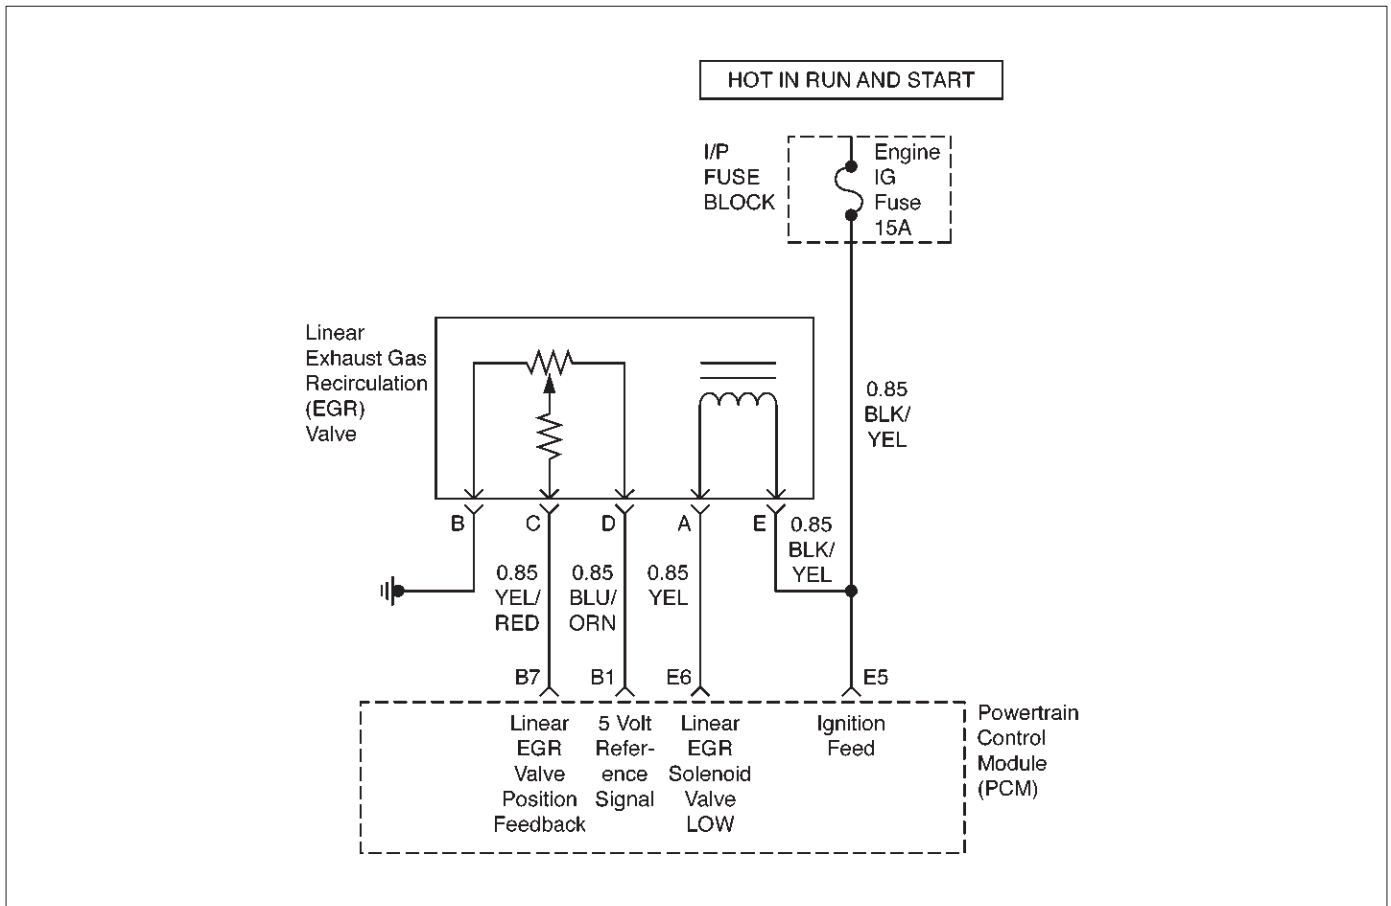 HOT IN RUN AND START
I/P
FUSE
BLOCK
Engine
IG
Fuse
15A
Linear
Exhaust Gas
Recirculation
(EGR)
Valve
0.85
BLK/
YEL
B
C
D
A
E
0.85
BLK/
YEL
0.85
YEL/
RED
0.85
BLU/
ORN
0.85
YEL
B7
B1
E6
E5
Linear
EGR
Valve
Position
Feedback
5 Volt
Refer-
ence
Signal
Linear
EGR
Solenoid
Valve
LOW
Ignition
Feed
Powertrain
Control
Module
(PCM)